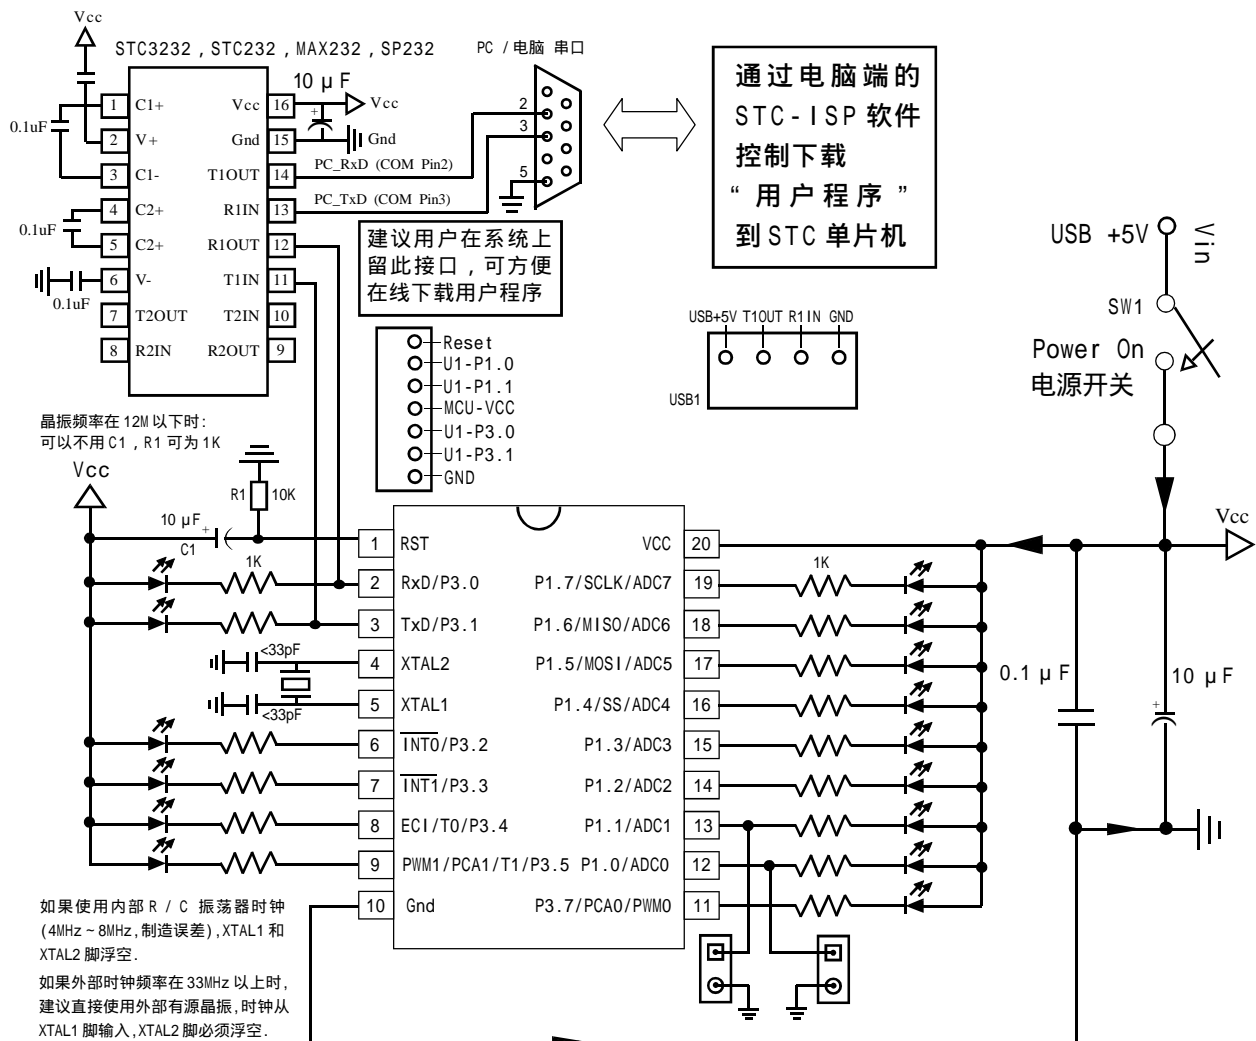 Vcc
STC3232 , STC232 , MAX232 , SP232
10 μF
1 C1+ Vcc 16 Vcc
0.1uF
2 V+ Gnd 15 Gnd
3 C1- T1OUT 14 PC_RxD (COM Pin2)
4 C2+ R1IN 13 PC_TxD (COM Pin3)
0.1uF
5 C2+ R1OUT 12
6 V- T1IN 11
0.1uF
7 T2OUT T2IN 10
8 R2IN R2OUT 9
PC / 电脑 串口
2
3
5
通过电脑端的
STC-ISP 软件
控制下载
“ 用户程序 ”
到 STC 单片机
建议用户在系统上
留此接口 , 可方便
在线下载用户程序
Reset
U1-P1.0
U1-P1.1
MCU-VCC
U1-P3.0
U1-P3.1
GND
USB+5V T1OUT R1IN GND
USB1
USB +5V
Vin
SW1
Power On
电源开关
Vcc
晶振频率在 12M 以下时:
可以不用 C1 , R1 可为 1K
Vcc
R1 10K
10 μF +
C1
1K
1 RST VCC 20
2 RxD/P3.0 P1.7/SCLK/ADC7 19
3 TxD/P3.1 P1.6/MISO/ADC6 18
4 XTAL2 P1.5/MOSI/ADC5 17
5 XTAL1 P1.4/SS/ADC4 16
6 INT0/P3.2 P1.3/ADC3 15
7 INT1/P3.3 P1.2/ADC2 14
8 ECI/T0/P3.4 P1.1/ADC1 13
9 PWM1/PCA1/T1/P3.5 P1.0/ADC0 12
10 Gnd P3.7/PCA0/PWM0 11
<33pF
<33pF
1K
0.1 μF
10 μF
+
如果使用内部 R / C 振荡器时钟
(4MHz ~ 8MHz,制造误差),XTAL1 和
XTAL2 脚浮空.
如果外部时钟频率在 33MHz 以上时,
建议直接使用外部有源晶振,时钟从
XTAL1 脚输入,XTAL2 脚必须浮空.